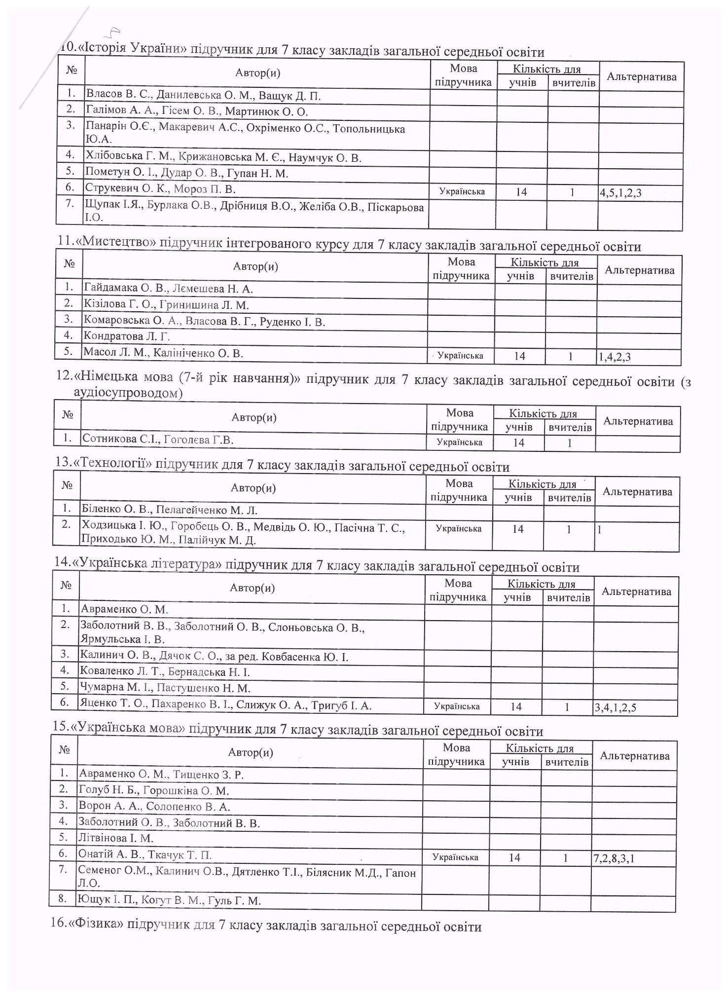 10.«Історія України» підручник для 7 класу закладів загальної середньої освіти
№ Автор(и) Мова підручника Кількість для Альтернатива
учнів вчителів
1. Власов В. С., Данилевська О. М., Ващук Д. П.
2. Галімов А. А., Гісем О. В., Мартинюк О. О.
3. Панарін О.Є., Макаревич А.С., Охріменко О.С., Топольницька
Ю.А.
4. Хлібовська Г. М., Крижановська М. Є., Наумчук О. В.
5. Пометун О. І., Дудар О. В., Гупан Н. М.
6. Струкевич О. К., Мороз П. В. Українська 14 1 4,5,1,2,3
7. Щупак І.Я., Бурлака О.В., Дрібниця В.О., Желіба О.В., Піскарьова
І.О.
11.«Мистецтво» підручник інтегрованого курсу для 7 класу закладів загальної середньої освіти
№ Автор(и) Мова підручника Кількість для Альтернатива
учнів вчителів
1. Гайдамака О. В., Лємешева Н. А.
2. Кізілова Г. О., Гринишина Л. М.
3. Комаровська О. А., Власова В. Г., Руденко І. В.
4. Кондратова Л. Г.
5. Масол Л. М., Калініченко О. В. Українська 14 1 1,4,2,3
12.«Німецька мова (7-й рік навчання)» підручник для 7 класу закладів загальної середньої освіти (з
аудіосупроводом)
№ Автор(и) Мова підручника Кількість для Альтернатива
учнів вчителів
1. Сотникова С.І., Гоголєва Г.В. Українська 14 1
13.«Технології» підручник для 7 класу закладів загальної середньої освіти
№ Автор(и) Мова підручника Кількість для Альтернатива
учнів вчителів
1. Біленко О. В., Пелагейченко М. Л.
2. Ходзицька І. Ю., Горобець О. В., Медвідь О. Ю., Пасічна Т. С., Українська 14 1 1
Приходько Ю. М., Палійчук М. Д.
14.«Українська література» підручник для 7 класу закладів загальної середньої освіти
№ Автор(и) Мова підручника Кількість для Альтернатива
учнів вчителів
1. Авраменко О. М.
2. Заболотний В. В., Заболотний О. В., Слоньовська О. В.,
Ярмульська І. В.
3. Калинич О. В., Дячок С. О., за ред. Ковбасенка Ю. І.
4. Коваленко Л. Т., Бернадська Н. І.
5. Чумарна М. І., Пастушенко Н. М.
6. Яценко Т. О., Пахаренко В. І., Слижук О. А., Тригуб І. А. Українська 14 1 3,4,1,2,5
15.«Українська мова» підручник для 7 класу закладів загальної середньої освіти
№ Автор(и) Мова підручника Кількість для Альтернатива
учнів вчителів
1. Авраменко О. М., Тищенко З. Р.
2. Голуб Н. Б., Горошкіна О. М.
3. Ворон А. А., Солопенко В. А.
4. Заболотний О. В., Заболотний В. В.
5. Літвінова І. М.
6. Онатій А. В., Ткачук Т. П. Українська 14 1 7,2,8,3,1
7. Семеног О.М., Калинич О.В., Дятленко Т.І., Білясник М.Д., Гапон
Л.О.
8. Ющук І. П., Когут В. М., Гуль Г. М.
16.«Фізика» підручник для 7 класу закладів загальної середньої освіти